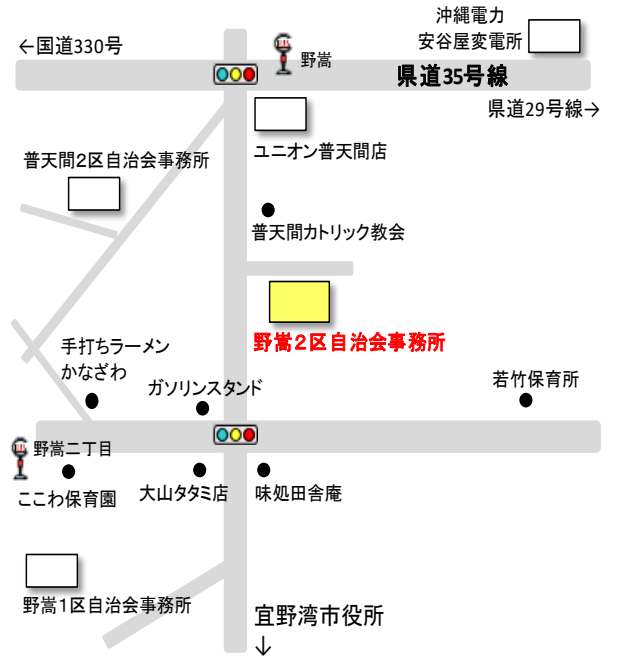 沖縄電力
安谷屋変電所
←国道330号
野嵩
県道35号線
県道29号線→
ユニオン普天間店
普天間2区自治会事務所
普天間カトリック教会
野嵩2区自治会事務所
手打ちラーメン
かなざわ
ガソリンスタンド
若竹保育所
野嵩二丁目
ここわ保育園
大山タタミ店
味処田舎庵
野嵩1区自治会事務所
宜野湾市役所
↓